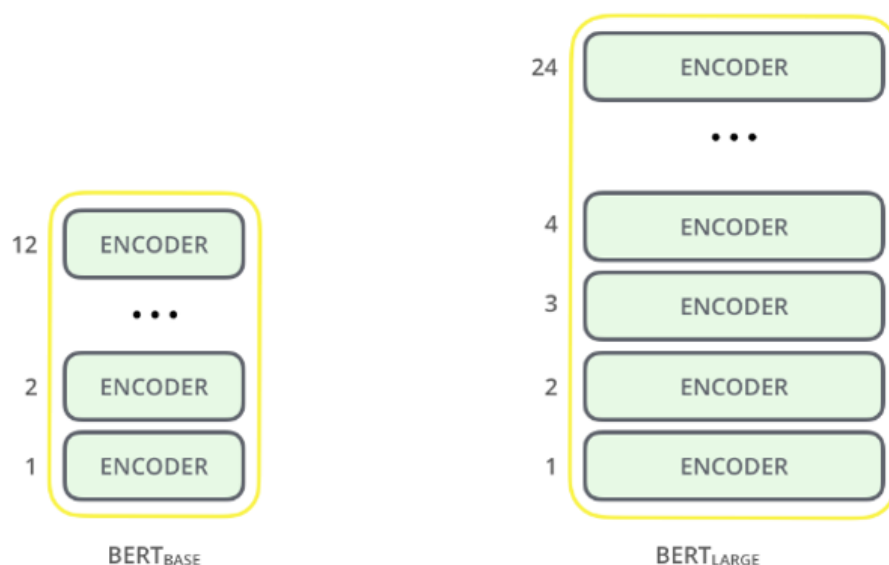 12 ENCODER
...
2 ENCODER
1 ENCODER
BERTBASE
24 ENCODER
...
4 ENCODER
3 ENCODER
2 ENCODER
1 ENCODER
BERTLARGE